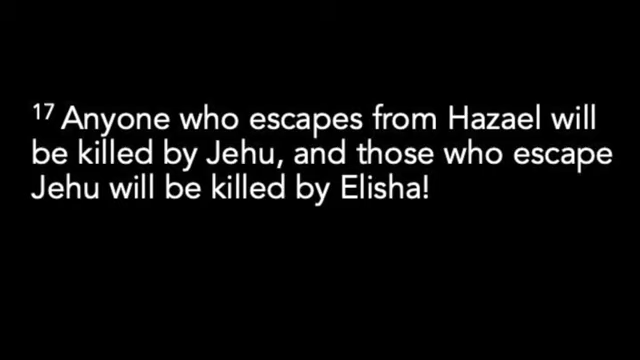 17 Anyone who escapes from Hazael will
be killed by Jehu, and those who escape
Jehu will be killed by Elisha!